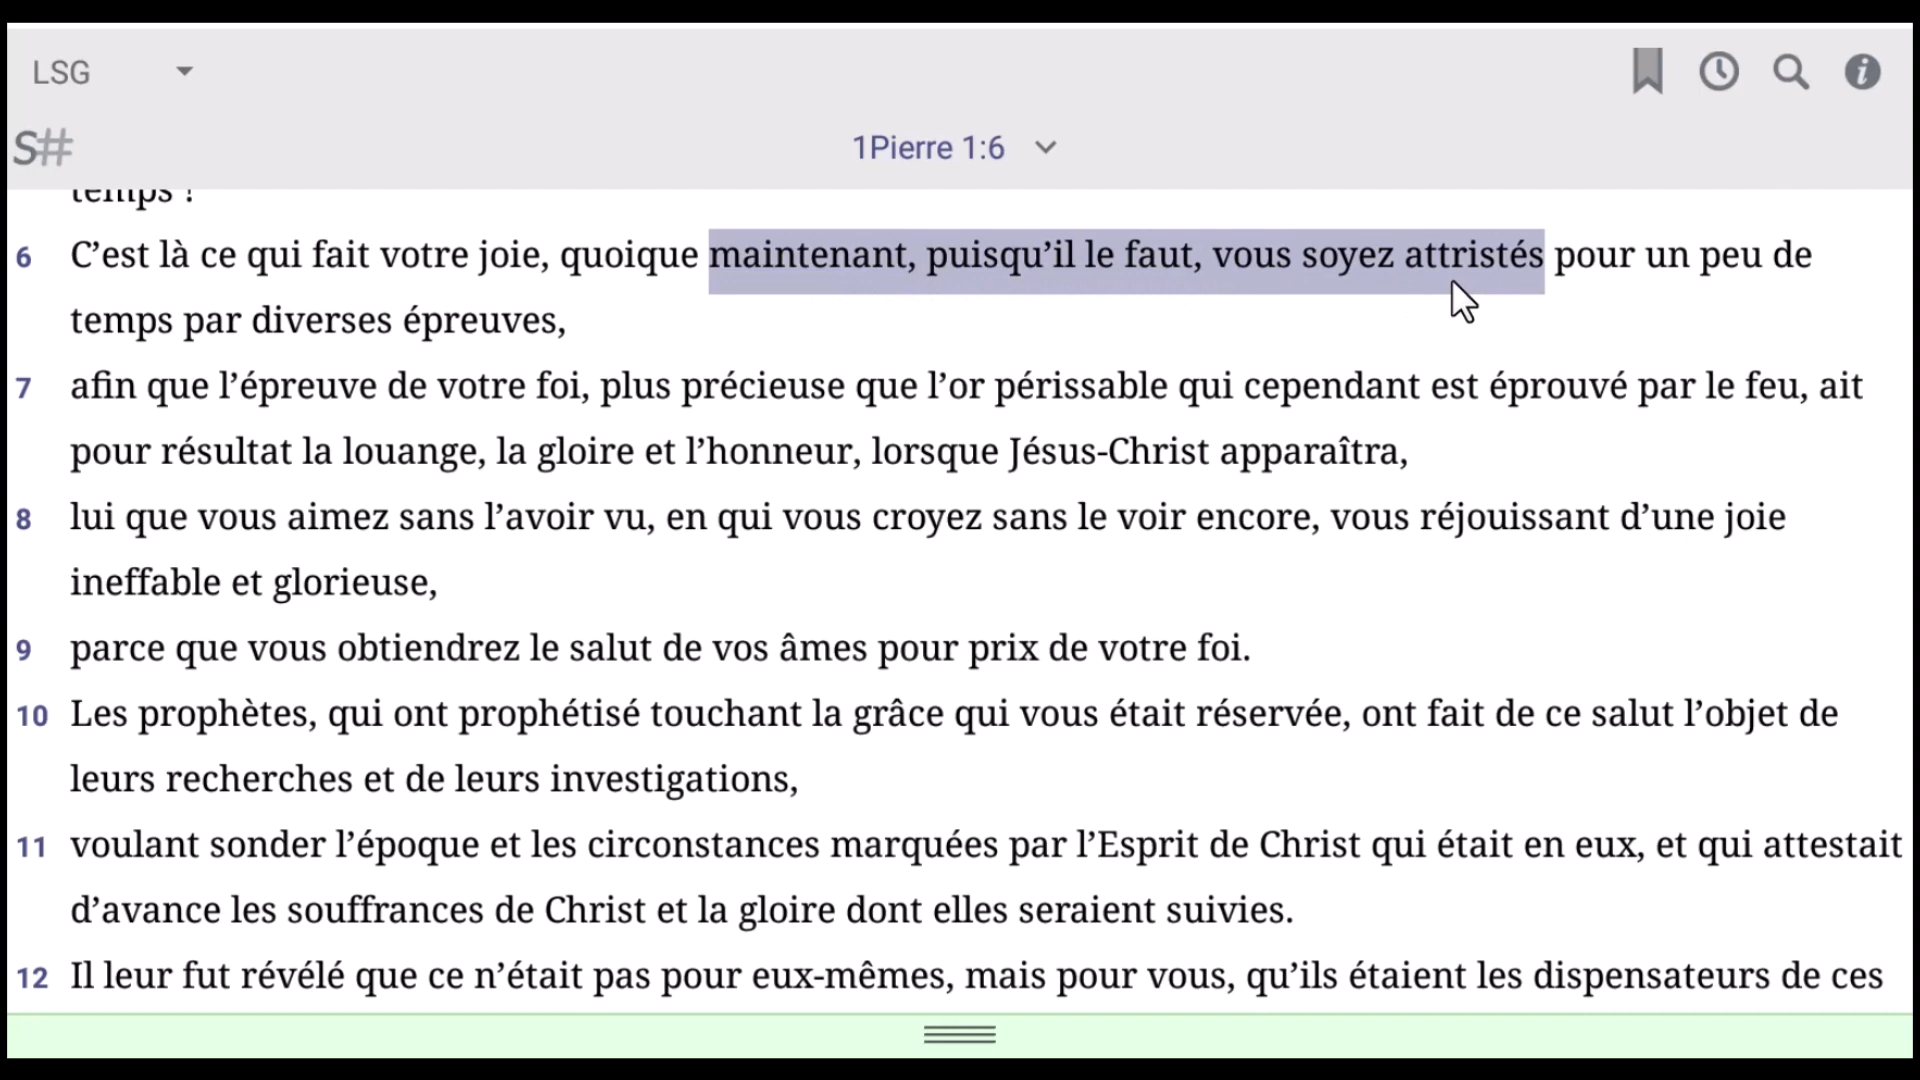 LSG
S#
1Pierre 1:6
temps !
6 C’est là ce qui fait votre joie, quoique maintenant, puisqu’il le faut, vous soyez attristés pour un peu de
temps par diverses épreuves,
7 afin que l’épreuve de votre foi, plus précieuse que l’or périssable qui cependant est éprouvé par le feu, ait
pour résultat la louange, la gloire et l’honneur, lorsque Jésus-Christ apparaîtra,
8 lui que vous aimez sans l’avoir vu, en qui vous croyez sans le voir encore, vous réjouissant d’une joie
ineffable et glorieuse,
9 parce que vous obtiendrez le salut de vos âmes pour prix de votre foi.
10 Les prophètes, qui ont prophétisé touchant la grâce qui vous était réservée, ont fait de ce salut l’objet de
leurs recherches et de leurs investigations,
11 voulant sonder l’époque et les circonstances marquées par l’Esprit de Christ qui était en eux, et qui attestait
d’avance les souffrances de Christ et la gloire dont elles seraient suivies.
12 Il leur fut révélé que ce n’était pas pour eux-mêmes, mais pour vous, qu’ils étaient les dispensateurs de ces